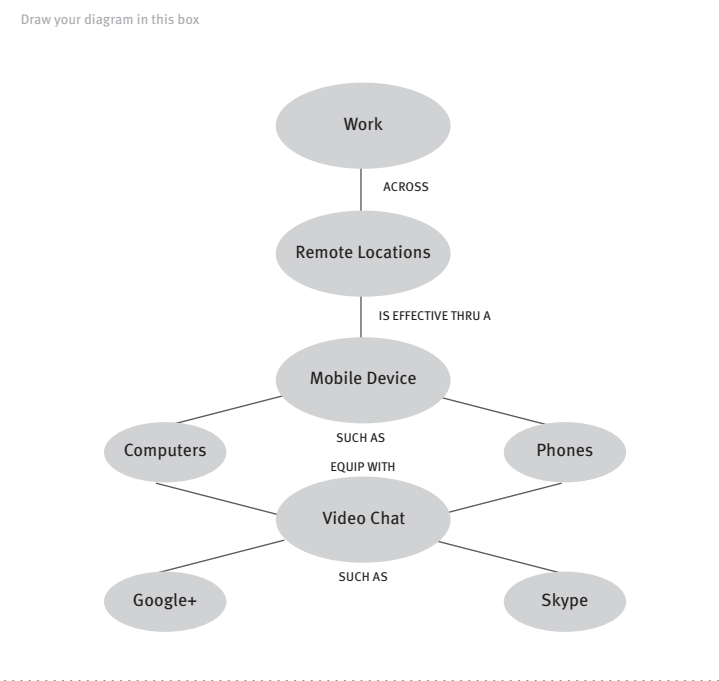 Draw your diagram in this box
Work
ACROSS
Remote Locations
IS EFFECTIVE THRU A
Mobile Device
SUCH AS
Computers
Phones
EQUIP WITH
Video Chat
SUCH AS
Google+
Skype